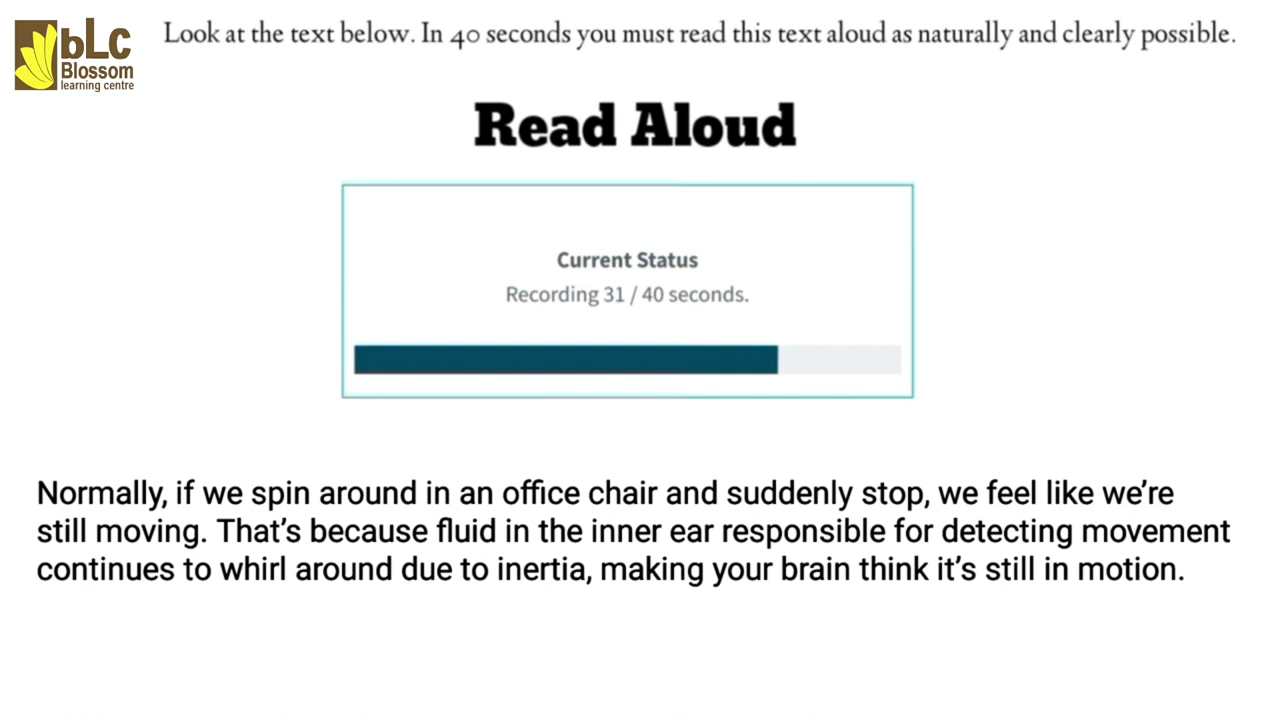 bLc
Blossom
learning centre
Look at the text below. In 40 seconds you must read this text aloud as naturally and clearly possible.
Read Aloud
Current Status
Recording 31 / 40 seconds.
Normally, if we spin around in an office chair and suddenly stop, we feel like we’re
still moving. That’s because fluid in the inner ear responsible for detecting movement
continues to whirl around due to inertia, making your brain think it’s still in motion.